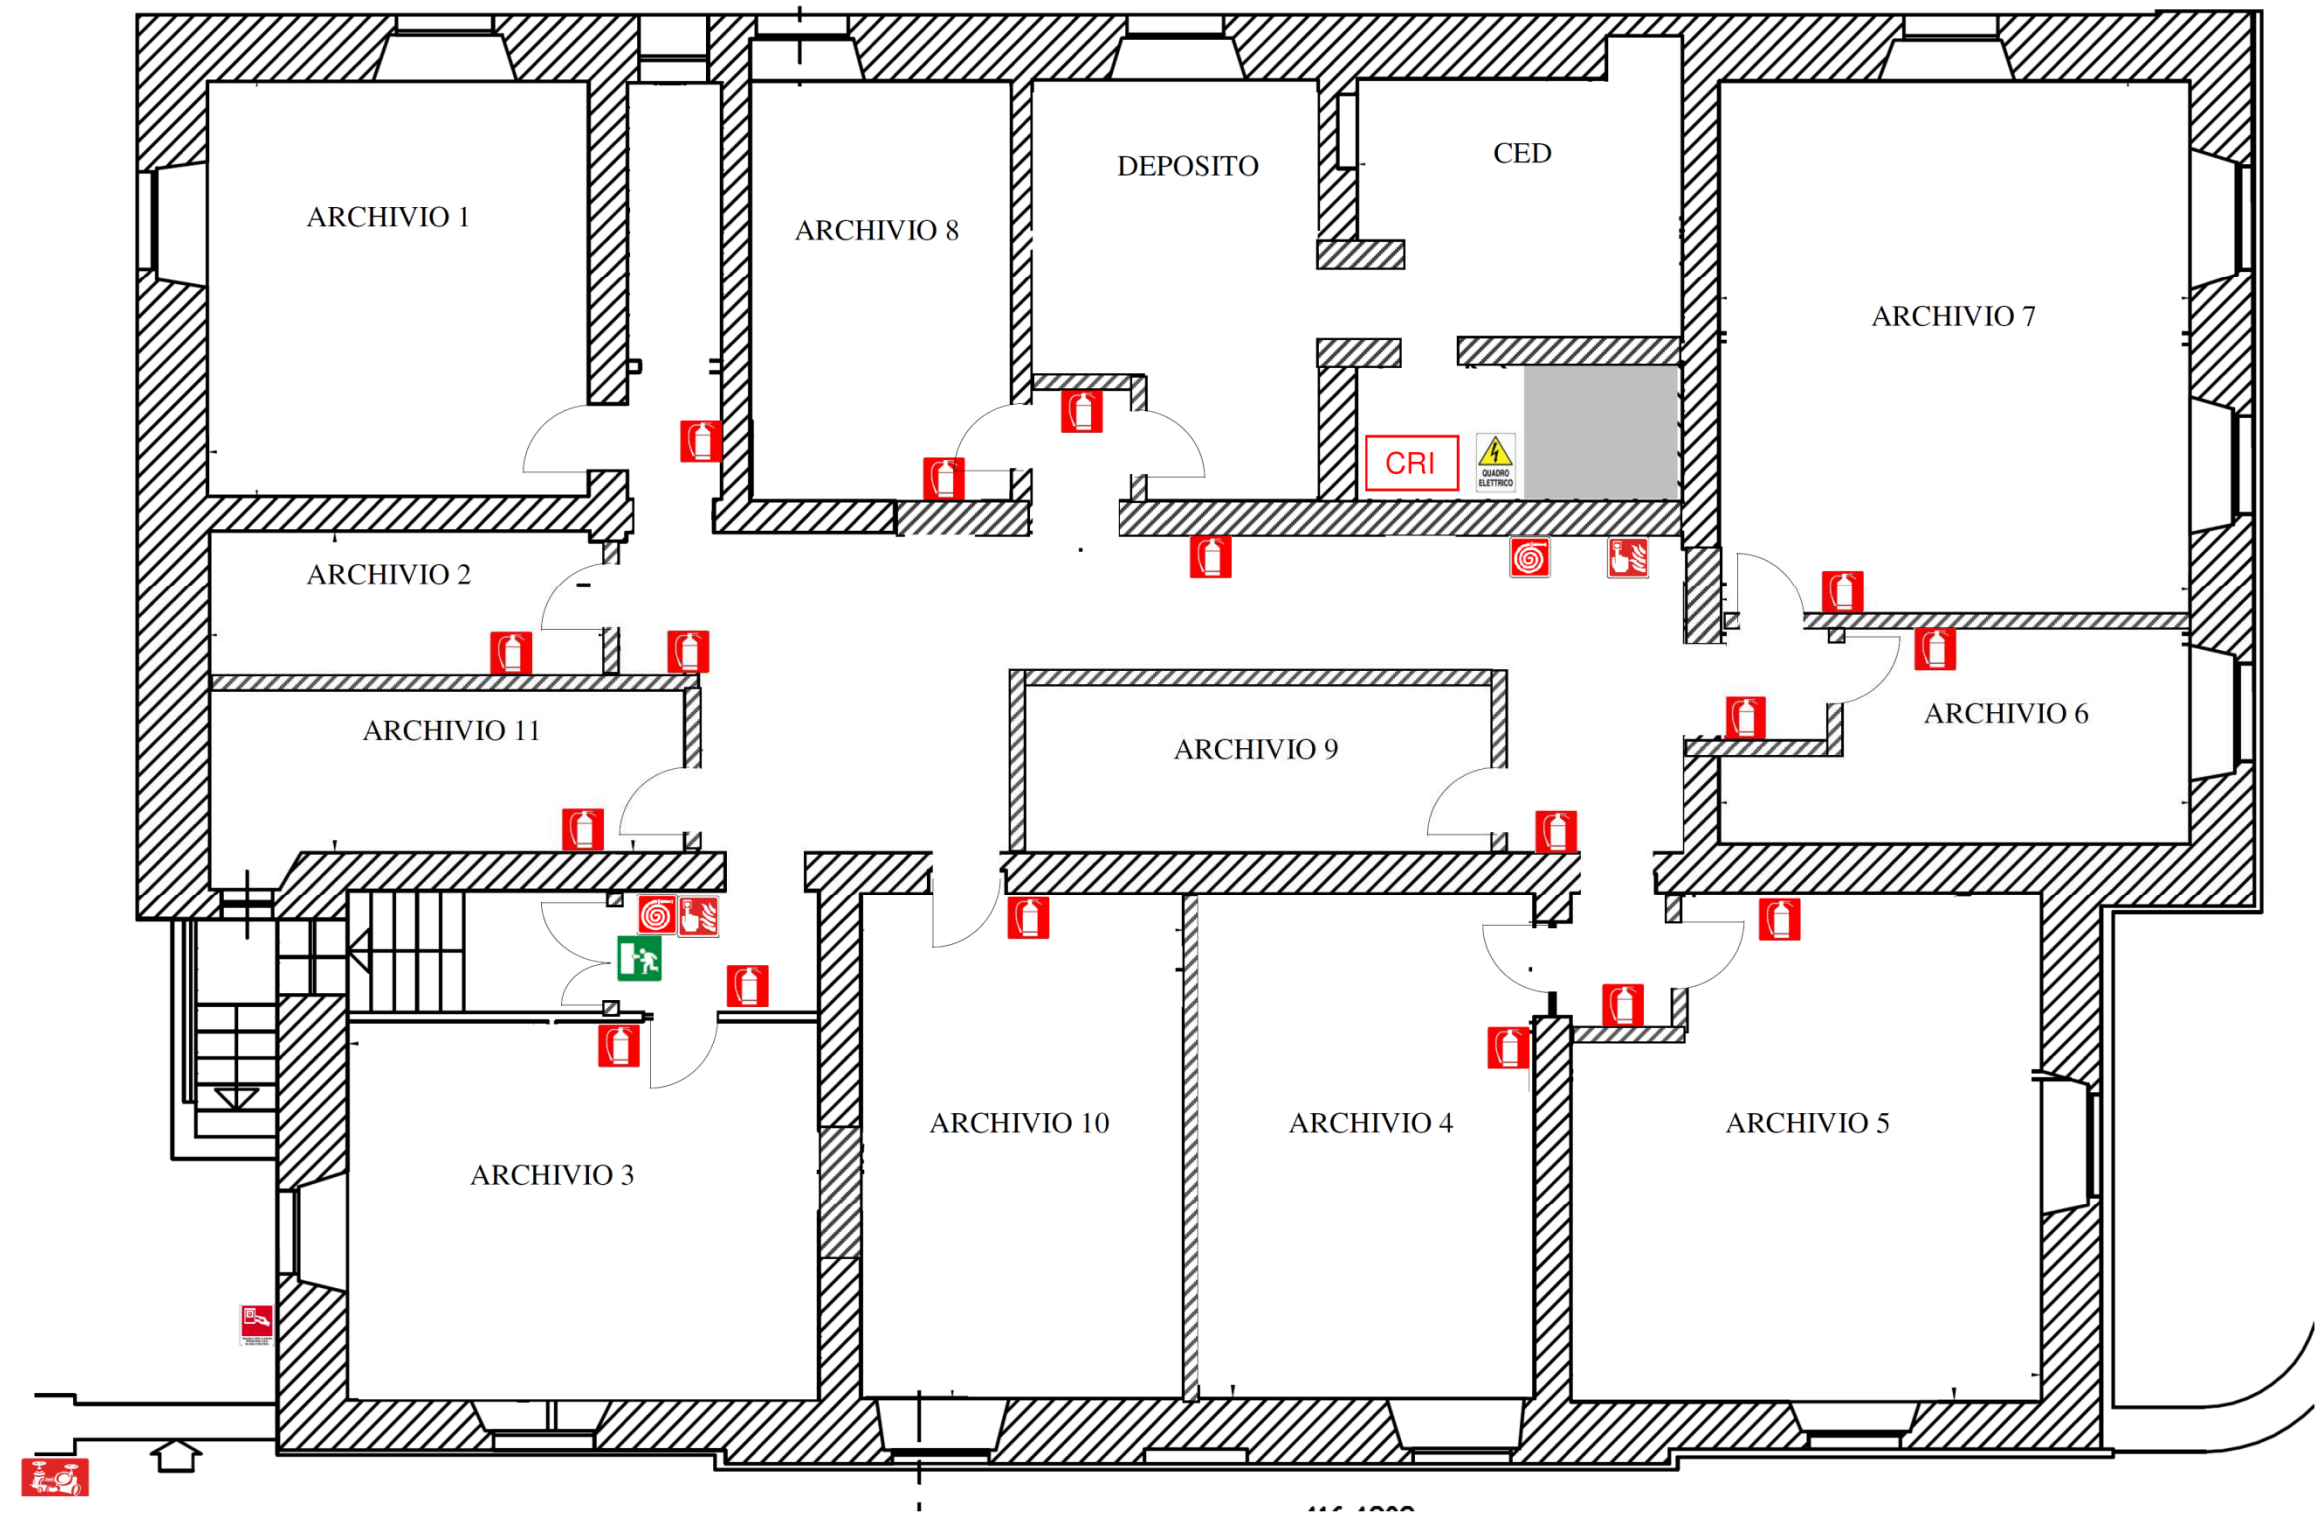 CED
DEPOSITO
ARCHIVIO 1
ARCHIVIO 8
ARCHIVIO 7
CRI
QUADRO
ELETTRICO
ARCHIVIO 2
ARCHIVIO 6
ARCHIVIO 11
ARCHIVIO 9
ARCHIVIO 10
ARCHIVIO 4
ARCHIVIO 5
ARCHIVIO 3